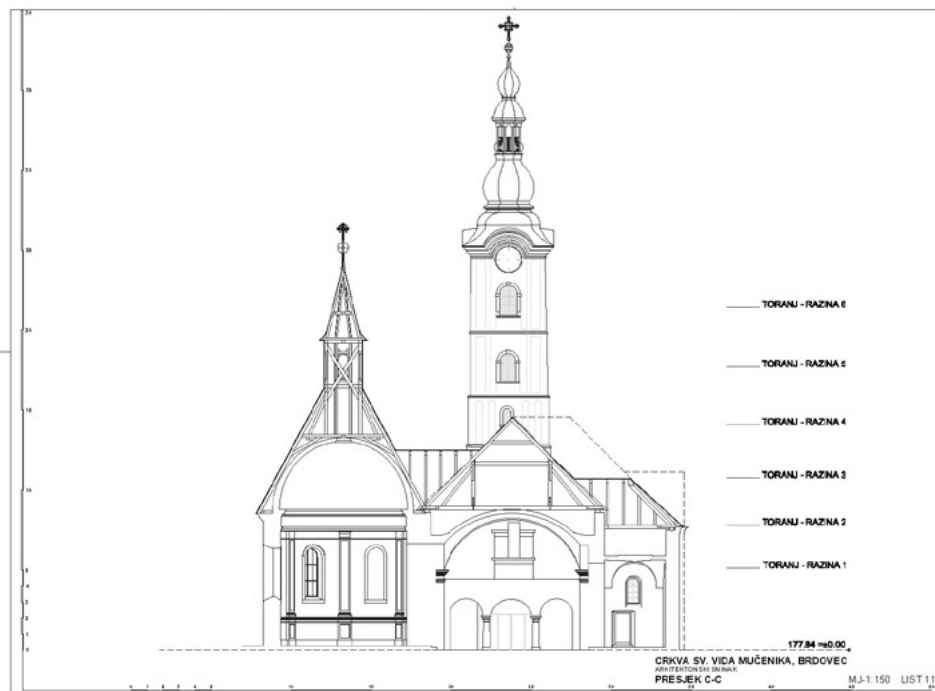 TORANJ - RAZINA 6
TORANJ - RAZINA 5
TORANJ - RAZINA 4
TORANJ - RAZINA 3
TORANJ - RAZINA 2
TORANJ - RAZINA 1
177.84 =±0.00
CRKVA SV. VIDA MUČENIKA, BRDOVEC
ARHITEKTONSKI SNIMAK
PRESJEK C-C
MJ-1:150 LIST 11